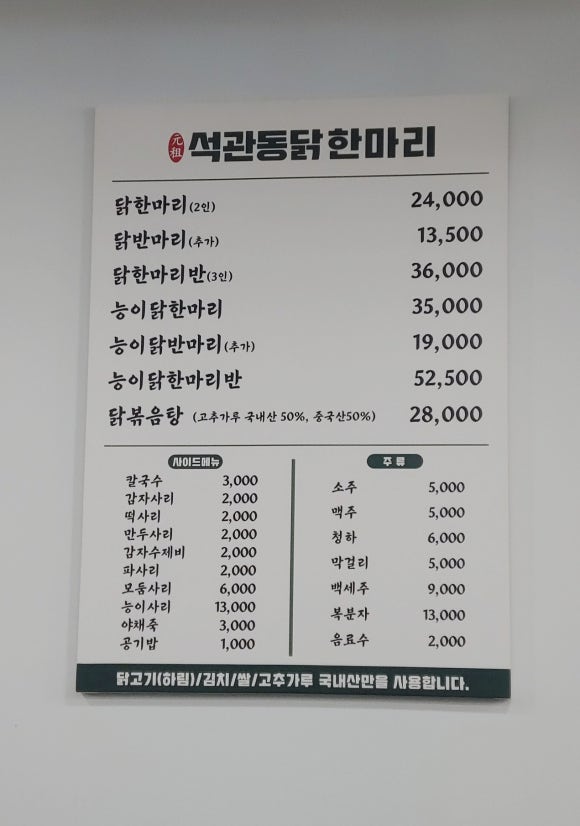 元祖 석관동닭한마리
닭한마리(2인) 24,000
닭반마리(추가) 13,500
닭한마리반(3인) 36,000
능이닭한마리 35,000
능이닭반마리(추가) 19,000
능이닭한마리반 52,500
닭볶음탕 (고추가루 국내산 50%, 중국산50%) 28,000
사이드메뉴
칼국수 3,000
감자사리 2,000
떡사리 2,000
만두사리 2,000
감자수제비 2,000
파사리 2,000
모둠사리 6,000
능이사리 13,000
야채죽 3,000
공기밥 1,000
주류
소주 5,000
맥주 5,000
청하 6,000
막걸리 5,000
백세주 9,000
복분자 13,000
음료수 2,000
닭고기(하림)/김치/쌀/고추가루 국내산만을 사용합니다.